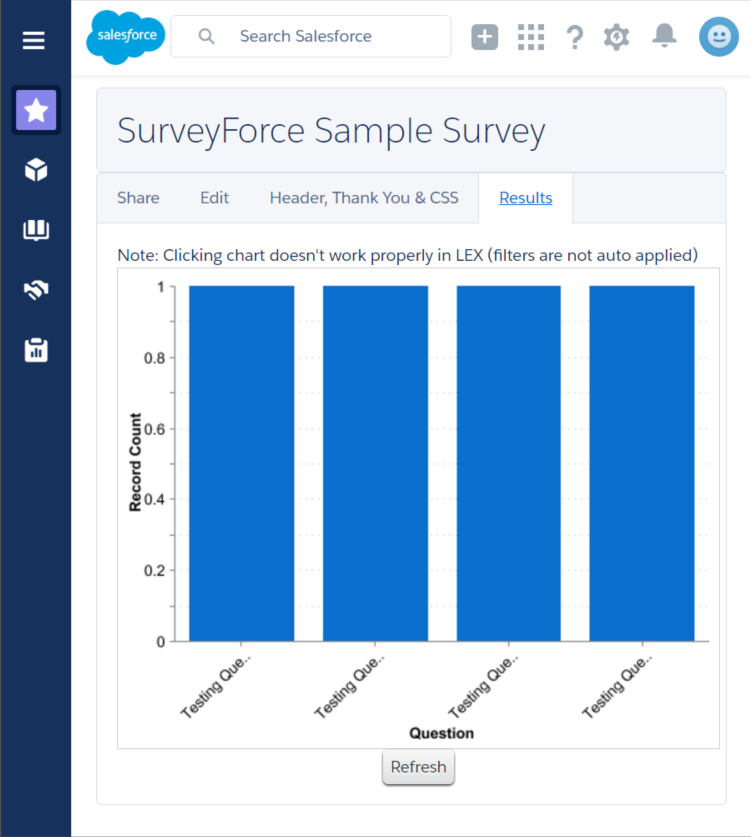 salesforce
Search Salesforce
SurveyForce Sample Survey
Share Edit Header, Thank You & CSS Results
Note: Clicking chart doesn't work properly in LEX (filters are not auto applied)
1
0.8
0.6
0.4
0.2
0
Record Count
Testing Que.. Testing Que.. Testing Que.. Testing Que..
Question
Refresh